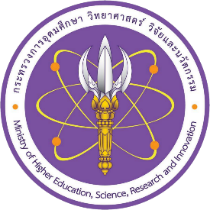 กระทรวงการอุดมศึกษา วิทยาศาสตร์ วิจัยและนวัตกรรม
Ministry of Higher Education, Science, Research and Innovation